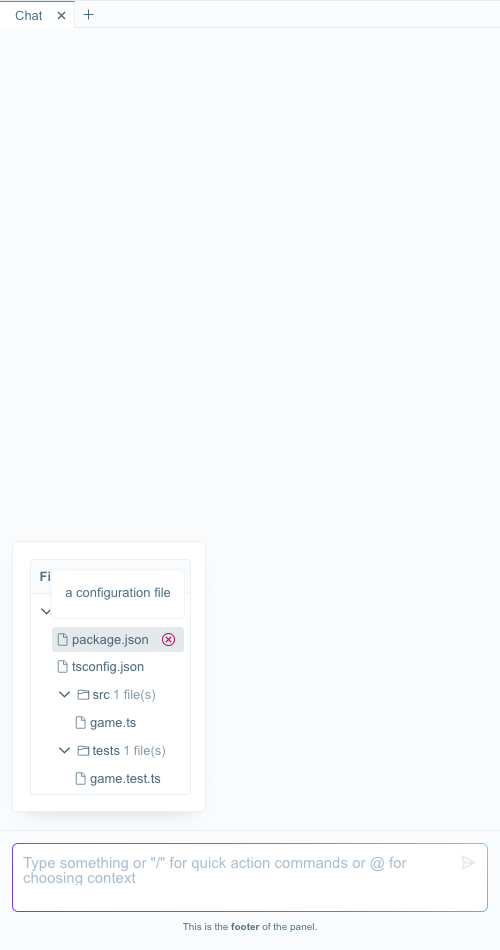 Chat
Fi
a configuration file
package.json
tsconfig.json
src 1 file(s)
game.ts
tests 1 file(s)
game.test.ts
Type something or "/" for quick action commands or @ for
choosing context
This is the footer of the panel.